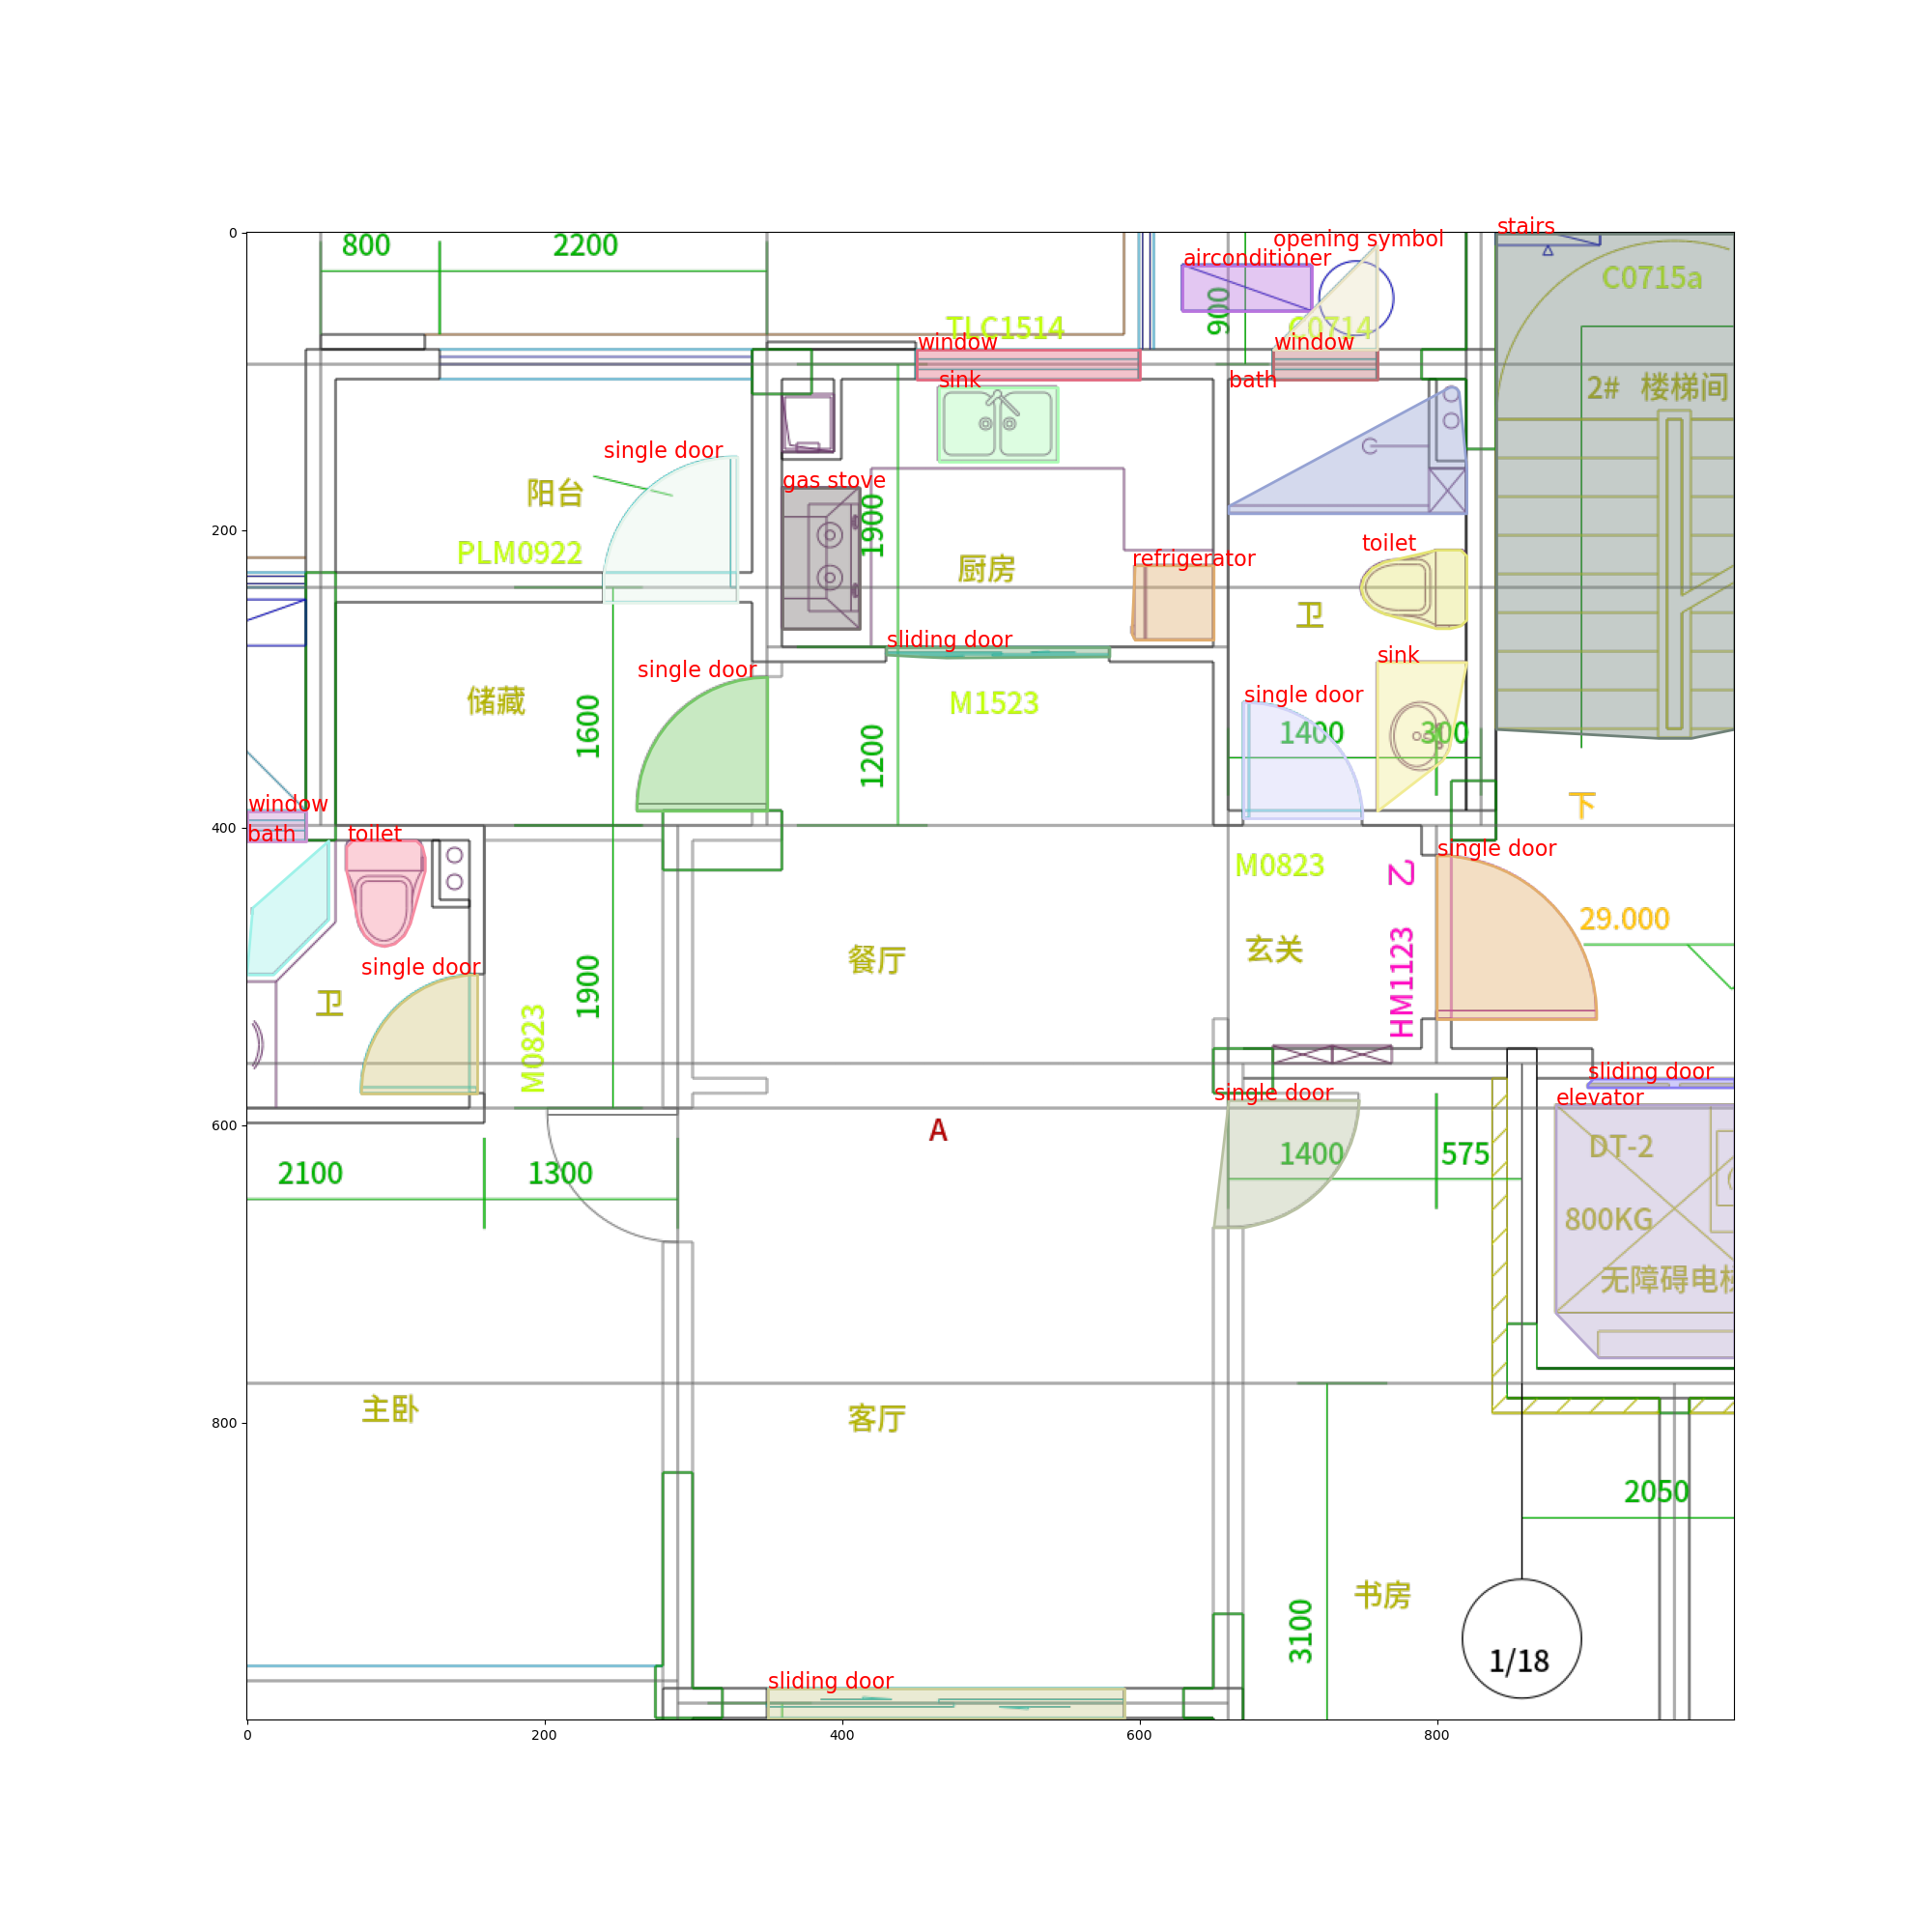 0
200
400
600
800
0
200
400
600
800
800
2200
opening symbol
stairs
airconditioner
C0715a
900
TLC1514
C0714
window
window
sink
bath
2# 楼梯间
single door
阳台
gas stove
1900
PLM0922
厨房
refrigerator
toilet
卫
sliding door
sink
single door
single door
储藏
M1523
1600
1200
1400
300
window
下
bath
toilet
single door
M0823
乙
29.000
餐厅
玄关
HM1123
single door
卫
1900
M0823
sliding door
single door
elevator
A
DT-2
1400
575
2100
1300
800KG
无障碍电梯
主卧
客厅
2050
书房
3100
1/18
sliding door